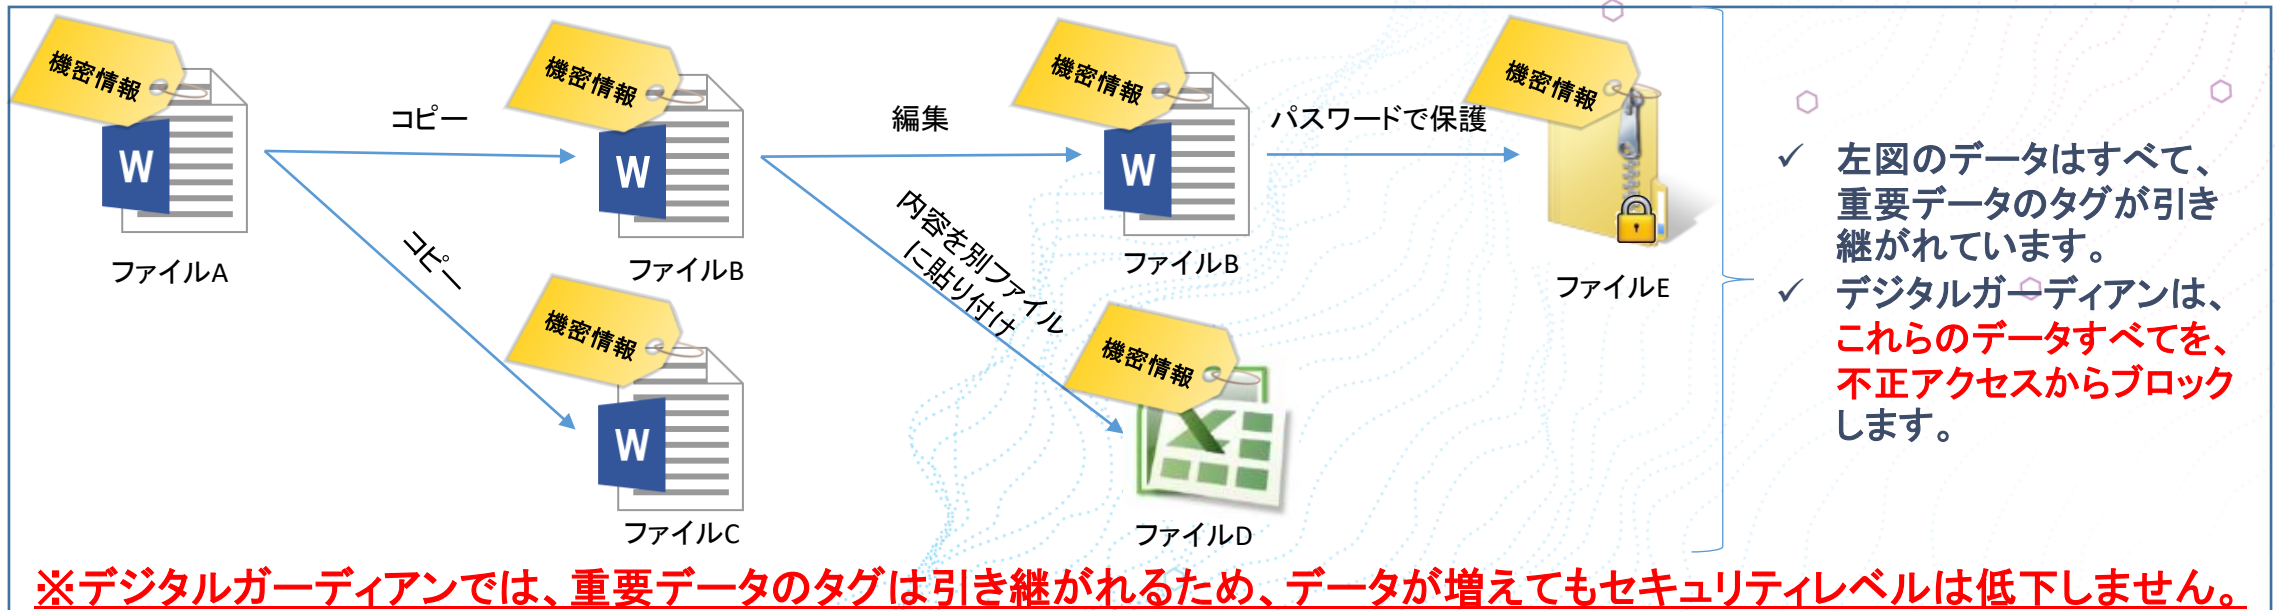 機密情報
機密情報
機密情報
機密情報
コピー
編集
パスワードで保護
W
W
W
ファイルA
ファイルB
ファイルB
ファイルE
コピー
内容を別ファイル
に貼り付け
機密情報
機密情報
W
ファイルC
ファイルD
✓ 左図のデータはすべて、
重要データのタグが引き
継がれています。
✓ デジタルガーディアンは、
これらのデータすべてを、
不正アクセスからブロック
します。
※デジタルガーディアンでは、重要データのタグは引き継がれるため、データが増えてもセキュリティレベルは低下しません。